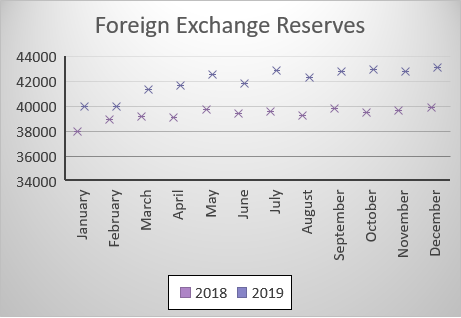 Foreign Exchange Reserves
44000
42000
40000
38000
36000
34000
January
February
March
April
May
June
July
August
September
October
November
December
2018 2019